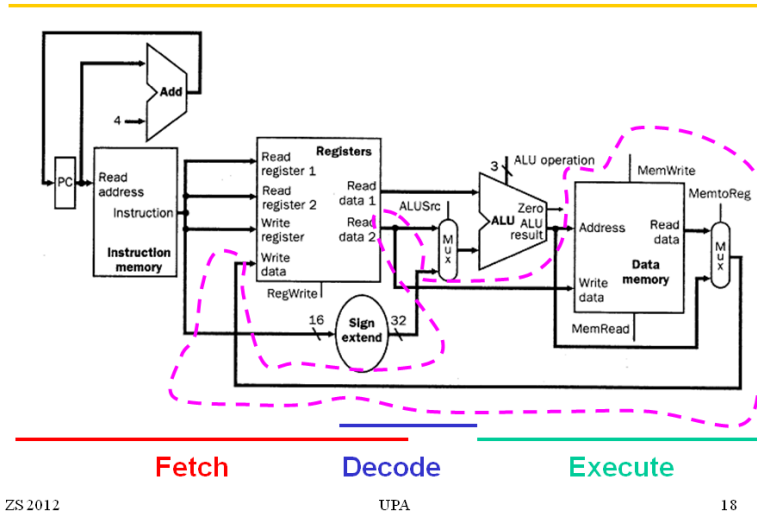 Add
4
PC
Read
address
Instruction
Instruction
memory
Registers
Read
register 1
Read
register 2
Write
register
Write
data
Read
data 1
Read
data 2
RegWrite
16
Sign
extend
32
ALUSrc
Mux
3
ALU operation
Zero
ALU
ALU
result
MemWrite
Address
Read
data
Data
memory
Write
data
MemRead
MemtoReg
Mux
Fetch
Decode
Execute
ZS 2012
UPA
18